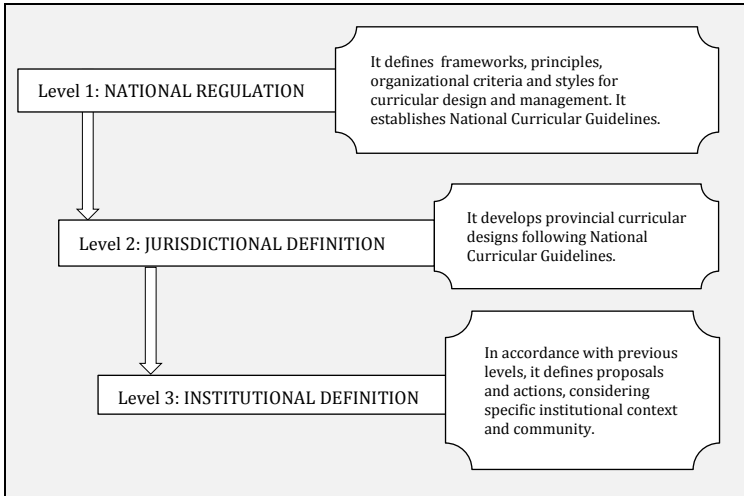 Level 1: NATIONAL REGULATION
It defines frameworks, principles,
organizational criteria and styles for
curricular design and management. It
establishes National Curricular Guidelines.
Level 2: JURISDICTIONAL DEFINITION
It develops provincial curricular
designs following National
Curricular Guidelines.
Level 3: INSTITUTIONAL DEFINITION
In accordance with previous
levels, it defines proposals
and actions, considering
specific institutional context
and community.